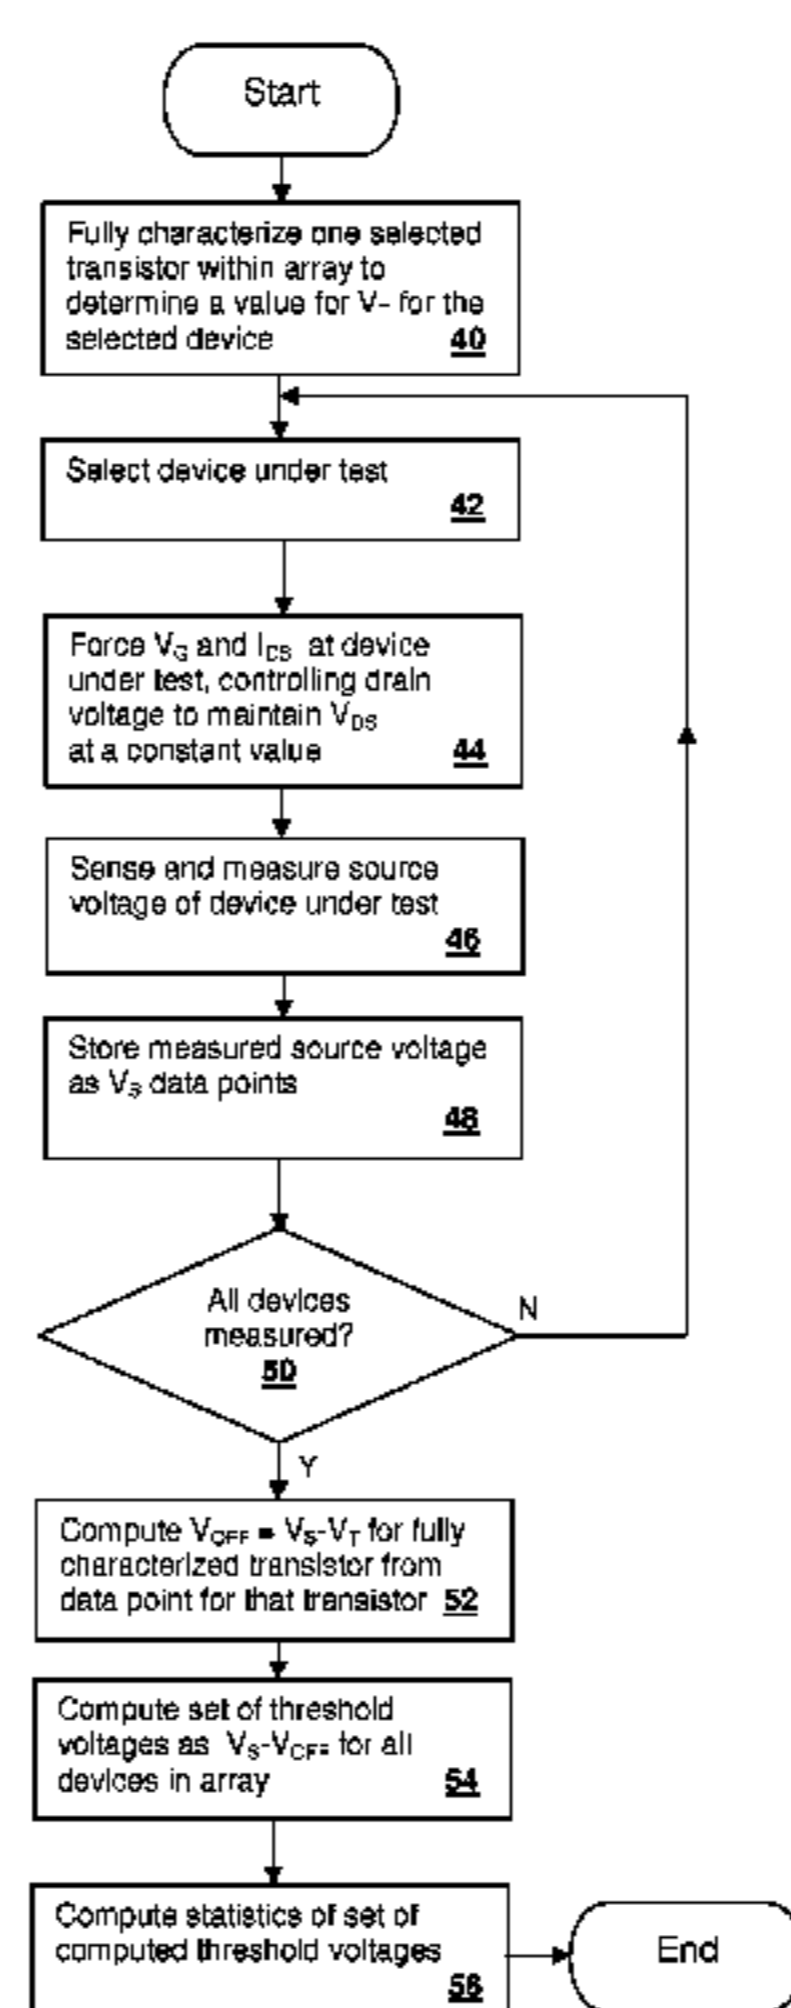 Start
Fully characterize one selected
transistor within array to
determine a value for V- for the
selected device 40
Select device under test
42
Force VG and IDS at device
under test, controlling drain
voltage to maintain VDS
at a constant value 44
Sense and measure source
voltage of device under test
46
Store measured source voltage
as VS data points
48
All devices
measured?
50
N
Y
Compute VOFF = VS-VT for fully
characterized transistor from
data point for that transistor 52
Compute set of threshold
voltages as VS-VOFF for all
devices in array 54
Compute statistics of set of
computed threshold voltages
56
End